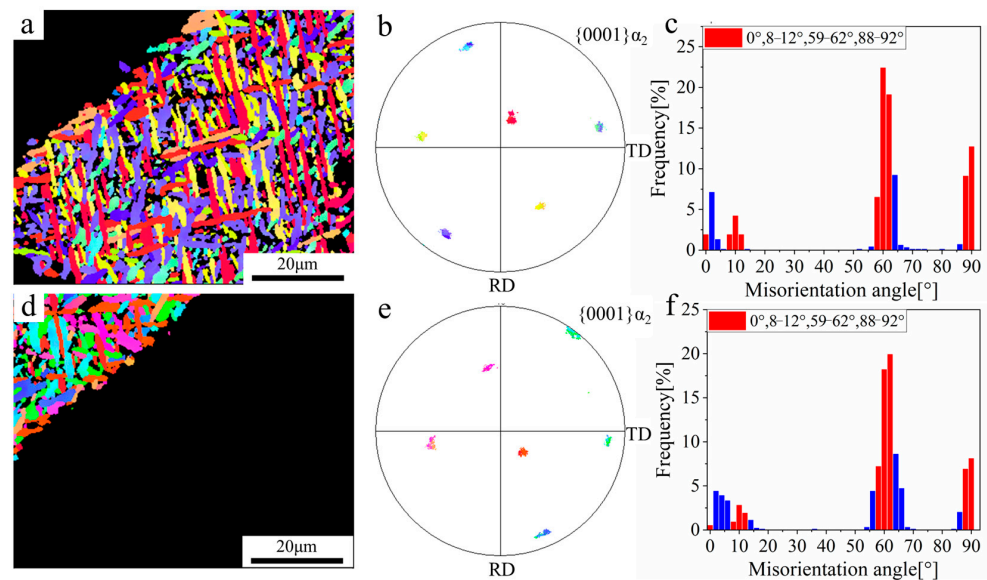 a
20μm
b
{0001}α₂
TD
RD
c
0°,8-12°,59-62°,88-92°
Frequency[%]
25
20
15
10
5
0
0 10 20 30 40 50 60 70 80 90
Misorientation angle[°]
d
20μm
e
{0001}α₂
TD
RD
f
0°,8-12°,59-62°,88-92°
Frequency[%]
25
20
15
10
5
0
0 10 20 30 40 50 60 70 80 90
Misorientation angle[°]